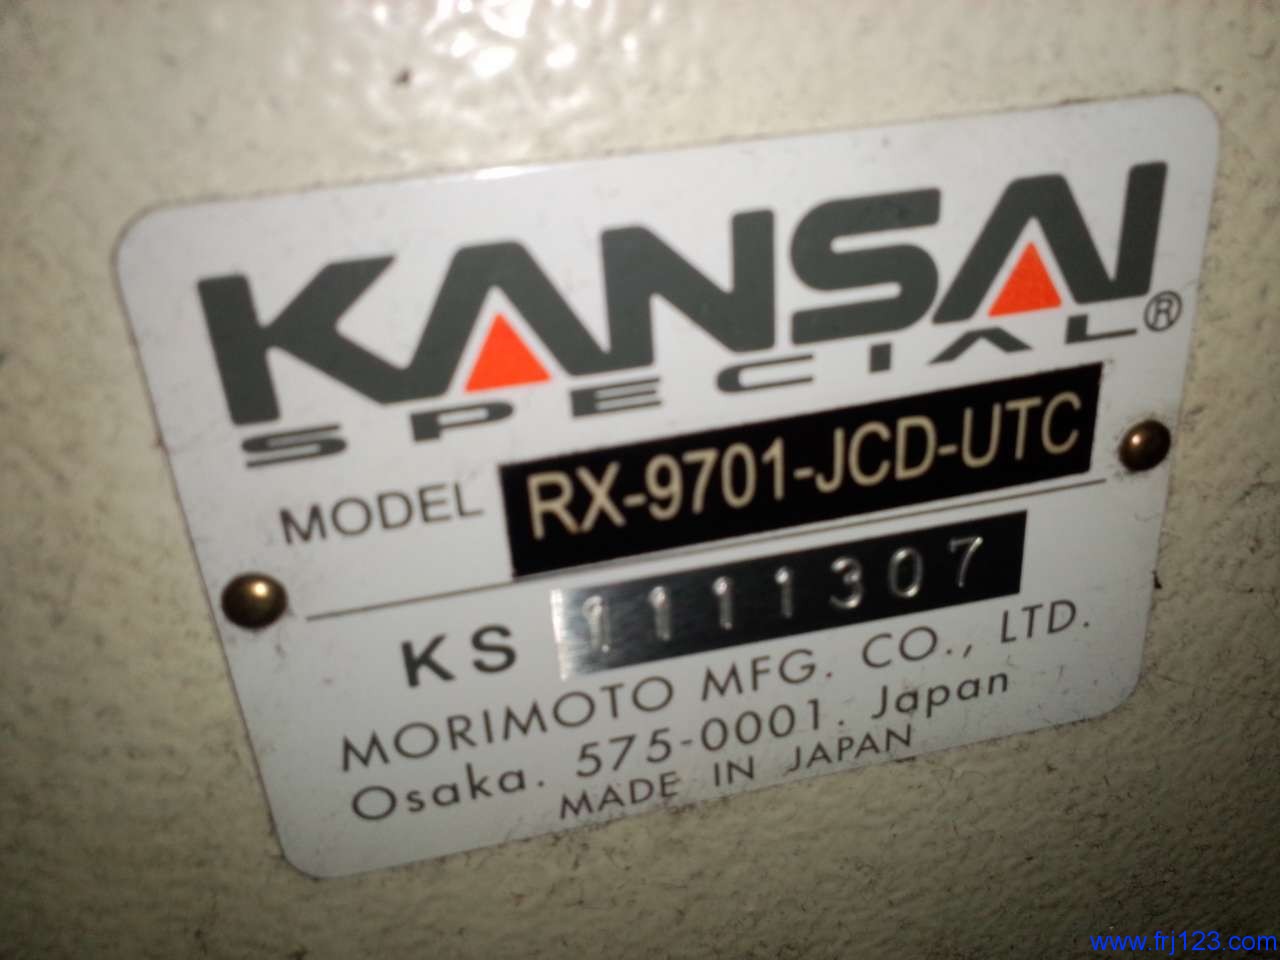 KANSAI
SPECIAL®
MODEL RX-9701-JCD-UTC
KS 1111307
MORIMOTO MFG. CO., LTD.
Osaka. 575-0001. Japan
MADE IN JAPAN
www.frj123.com